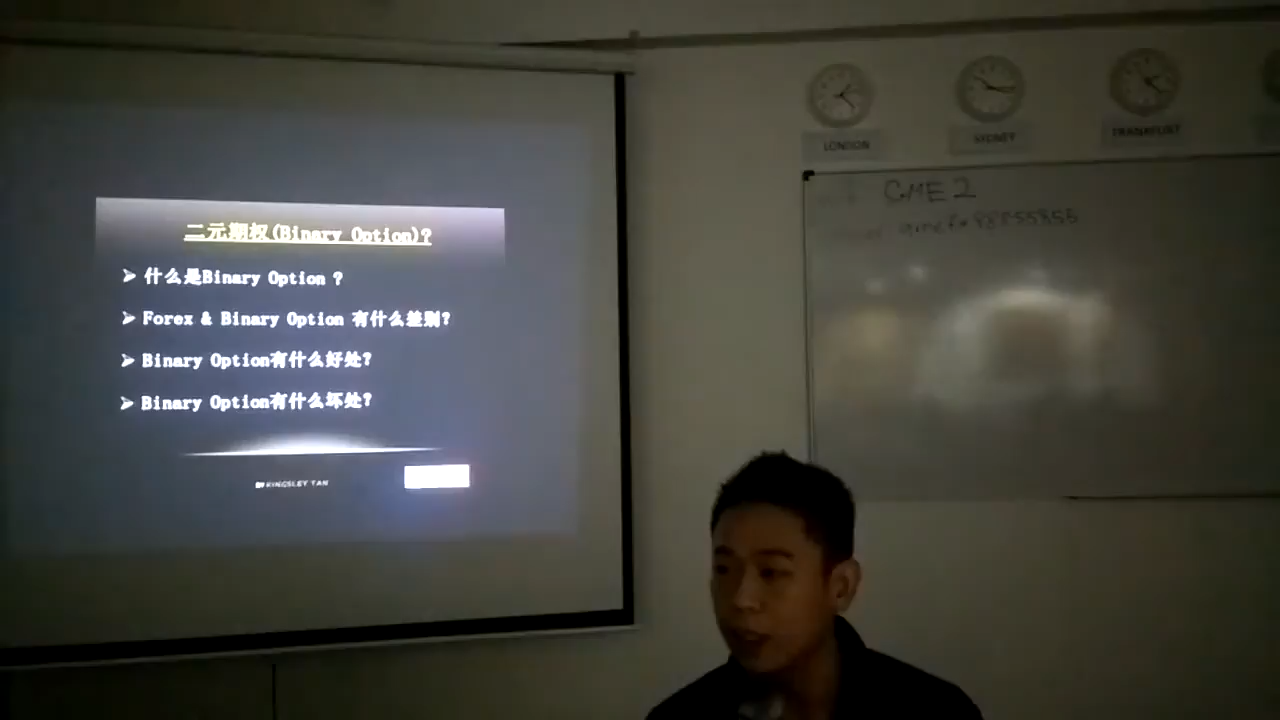 二元期权(Binary Option)?
➢ 什么是Binary Option ?
➢ Forex & Binary Option 有什么差别?
➢ Binary Option有什么好处?
➢ Binary Option有什么坏处?
BY KINGSLEY TAN
LONDON
SYDNEY
FRANKFURT
GME 2